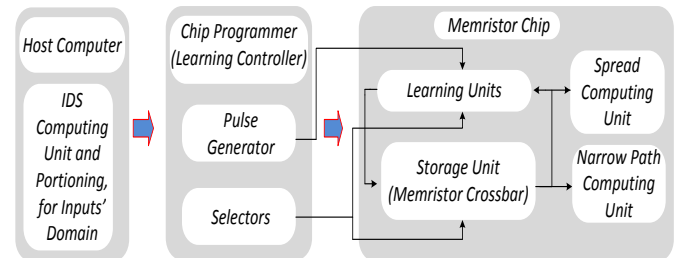 Host Computer
IDS
Computing
Unit and
Portioning,
for Inputs'
Domain
Chip Programmer
(Learning Controller)
Pulse
Generator
Selectors
Memristor Chip
Learning Units
Storage Unit
(Memristor Crossbar)
Spread
Computing
Unit
Narrow Path
Computing
Unit